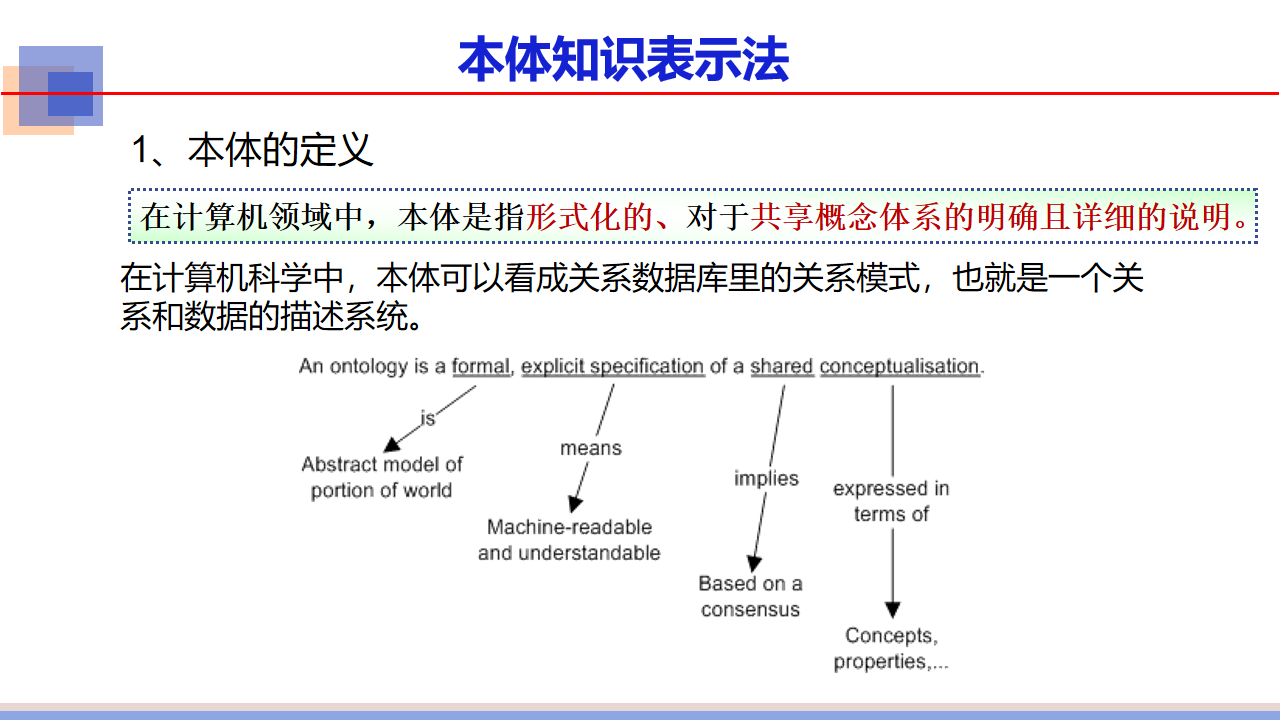 本体知识表示法
1、本体的定义
在计算机领域中，本体是指形式化的、对于共享概念体系的明确且详细的说明。
在计算机科学中，本体可以看成关系数据库里的关系模式，也就是一个关
系和数据的描述系统。
An ontology is a formal, explicit specification of a shared conceptualisation.
is
Abstract model of
portion of world
means
Machine-readable
and understandable
implies
Based on a
consensus
expressed in
terms of
Concepts,
properties,...